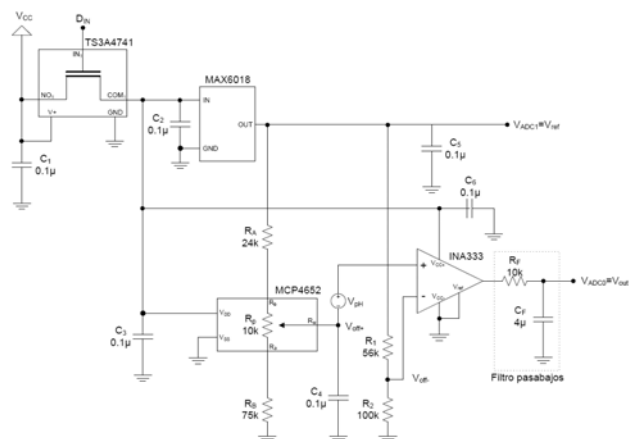 VCC
DIN
TS3A4741
IN1
NO1
COM1
V+
GND
C1
0.1µ
C2
0.1µ
MAX6018
IN
OUT
GND
VADC1=Vref
C5
0.1µ
C6
0.1µ
RA
24k
MCP4652
VDD
VSS
RP
10k
RW
C3
0.1µ
RB
75k
VpH
Voff+
C4
0.1µ
R1
56k
Voff-
R2
100k
INA333
+
-
VCC+
VCC-
Vref
RF
10k
CF
4µ
VADC0=Vout
Filtro pasabajos